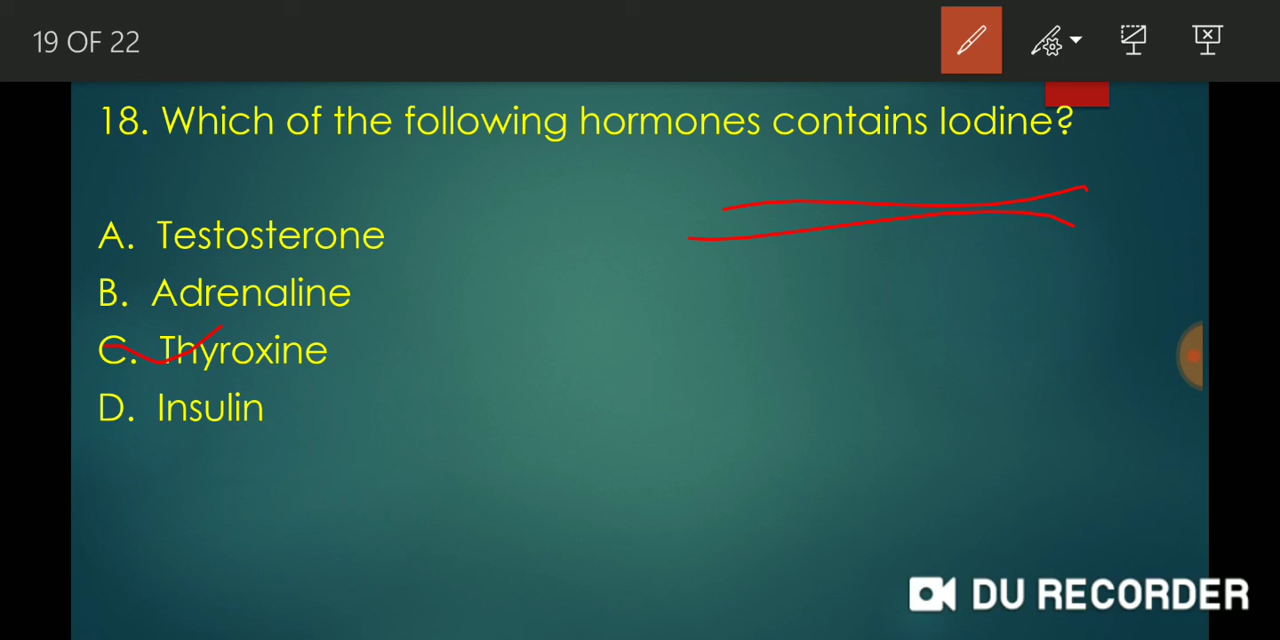 19 OF 22
18. Which of the following hormones contains Iodine?
A. Testosterone
B. Adrenaline
C. Thyroxine
D. Insulin
DU RECORDER